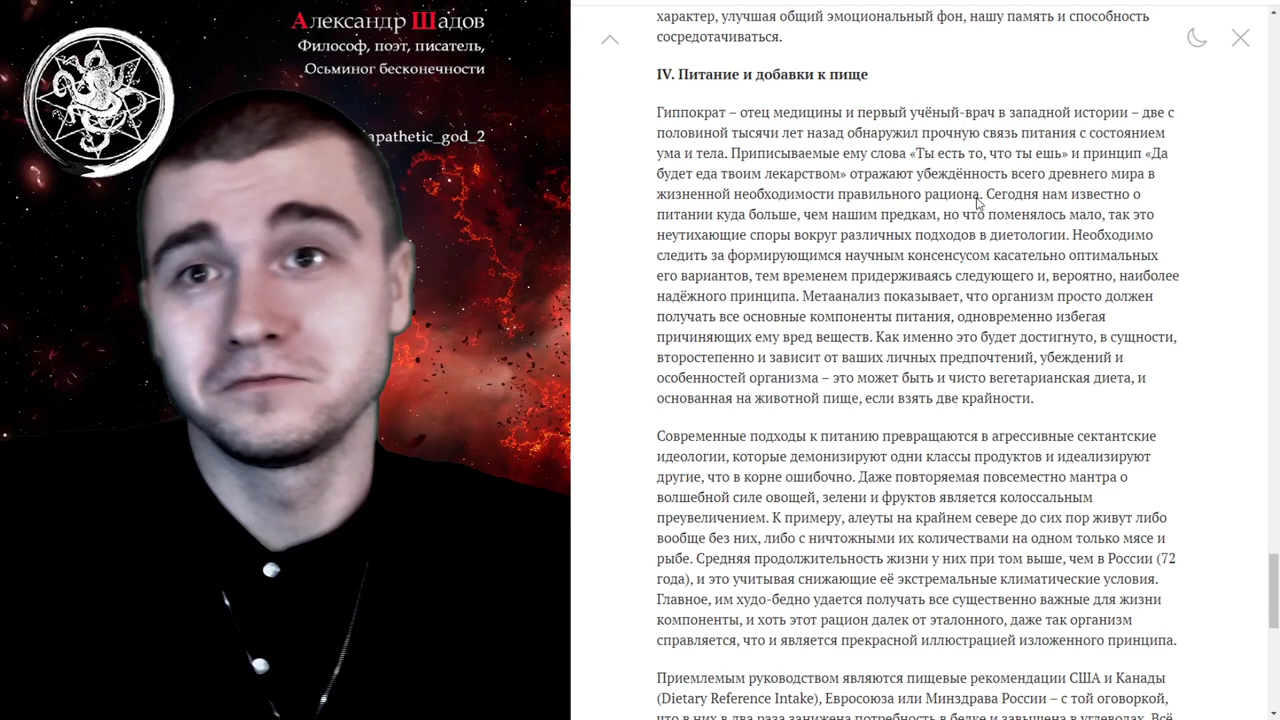 Александр Шадов
Философ, поэт, писатель,
Осьминог бесконечности
apathetic_god_2
характер, улучшая общий эмоциональный фон, нашу память и способность
сосредотачиваться.
IV. Питание и добавки к пище
Гиппократ – отец медицины и первый учёный-врач в западной истории – две с
половиной тысячи лет назад обнаружил прочную связь питания с состоянием
ума и тела. Приписываемые ему слова «Ты есть то, что ты ешь» и принцип «Да
будет еда твоим лекарством» отражают убеждённость всего древнего мира в
жизненной необходимости правильного рациона. Сегодня нам известно о
питании куда больше, чем нашим предкам, но что поменялось мало, так это
неутихающие споры вокруг различных подходов в диетологии. Необходимо
следить за формирующимся научным консенсусом касательно оптимальных
его вариантов, тем временем придерживаясь следующего и, вероятно, наиболее
надёжного принципа. Метаанализ показывает, что организм просто должен
получать все основные компоненты питания, одновременно избегая
причиняющих ему вред веществ. Как именно это будет достигнуто, в сущности,
второстепенно и зависит от ваших личных предпочтений, убеждений и
особенностей организма – это может быть и чисто вегетарианская диета, и
основанная на животной пище, если взять две крайности.
Современные подходы к питанию превращаются в агрессивные сектантские
идеологии, которые демонизируют одни классы продуктов и идеализируют
другие, что в корне ошибочно. Даже повторяемая повсеместно мантра о
волшебной силе овощей, зелени и фруктов является колоссальным
преувеличением. К примеру, алеуты на крайнем севере до сих пор живут либо
вообще без них, либо с ничтожными их количествами на одном только мясе и
рыбе. Средняя продолжительность жизни у них при том выше, чем в России (72
года), и это учитывая снижающие её экстремальные климатические условия.
Главное, им худо-бедно удается получать все существенно важные для жизни
компоненты, и хоть этот рацион далек от эталонного, даже так организм
справляется, что и является прекрасной иллюстрацией изложенного принципа.
Приемлемым руководством являются пищевые рекомендации США и Канады
(Dietary Reference Intake), Евросоюза или Минздрава России – с той оговоркой,
что в них в два раза занижена потребность в белке и завышена в углеводах. Всё